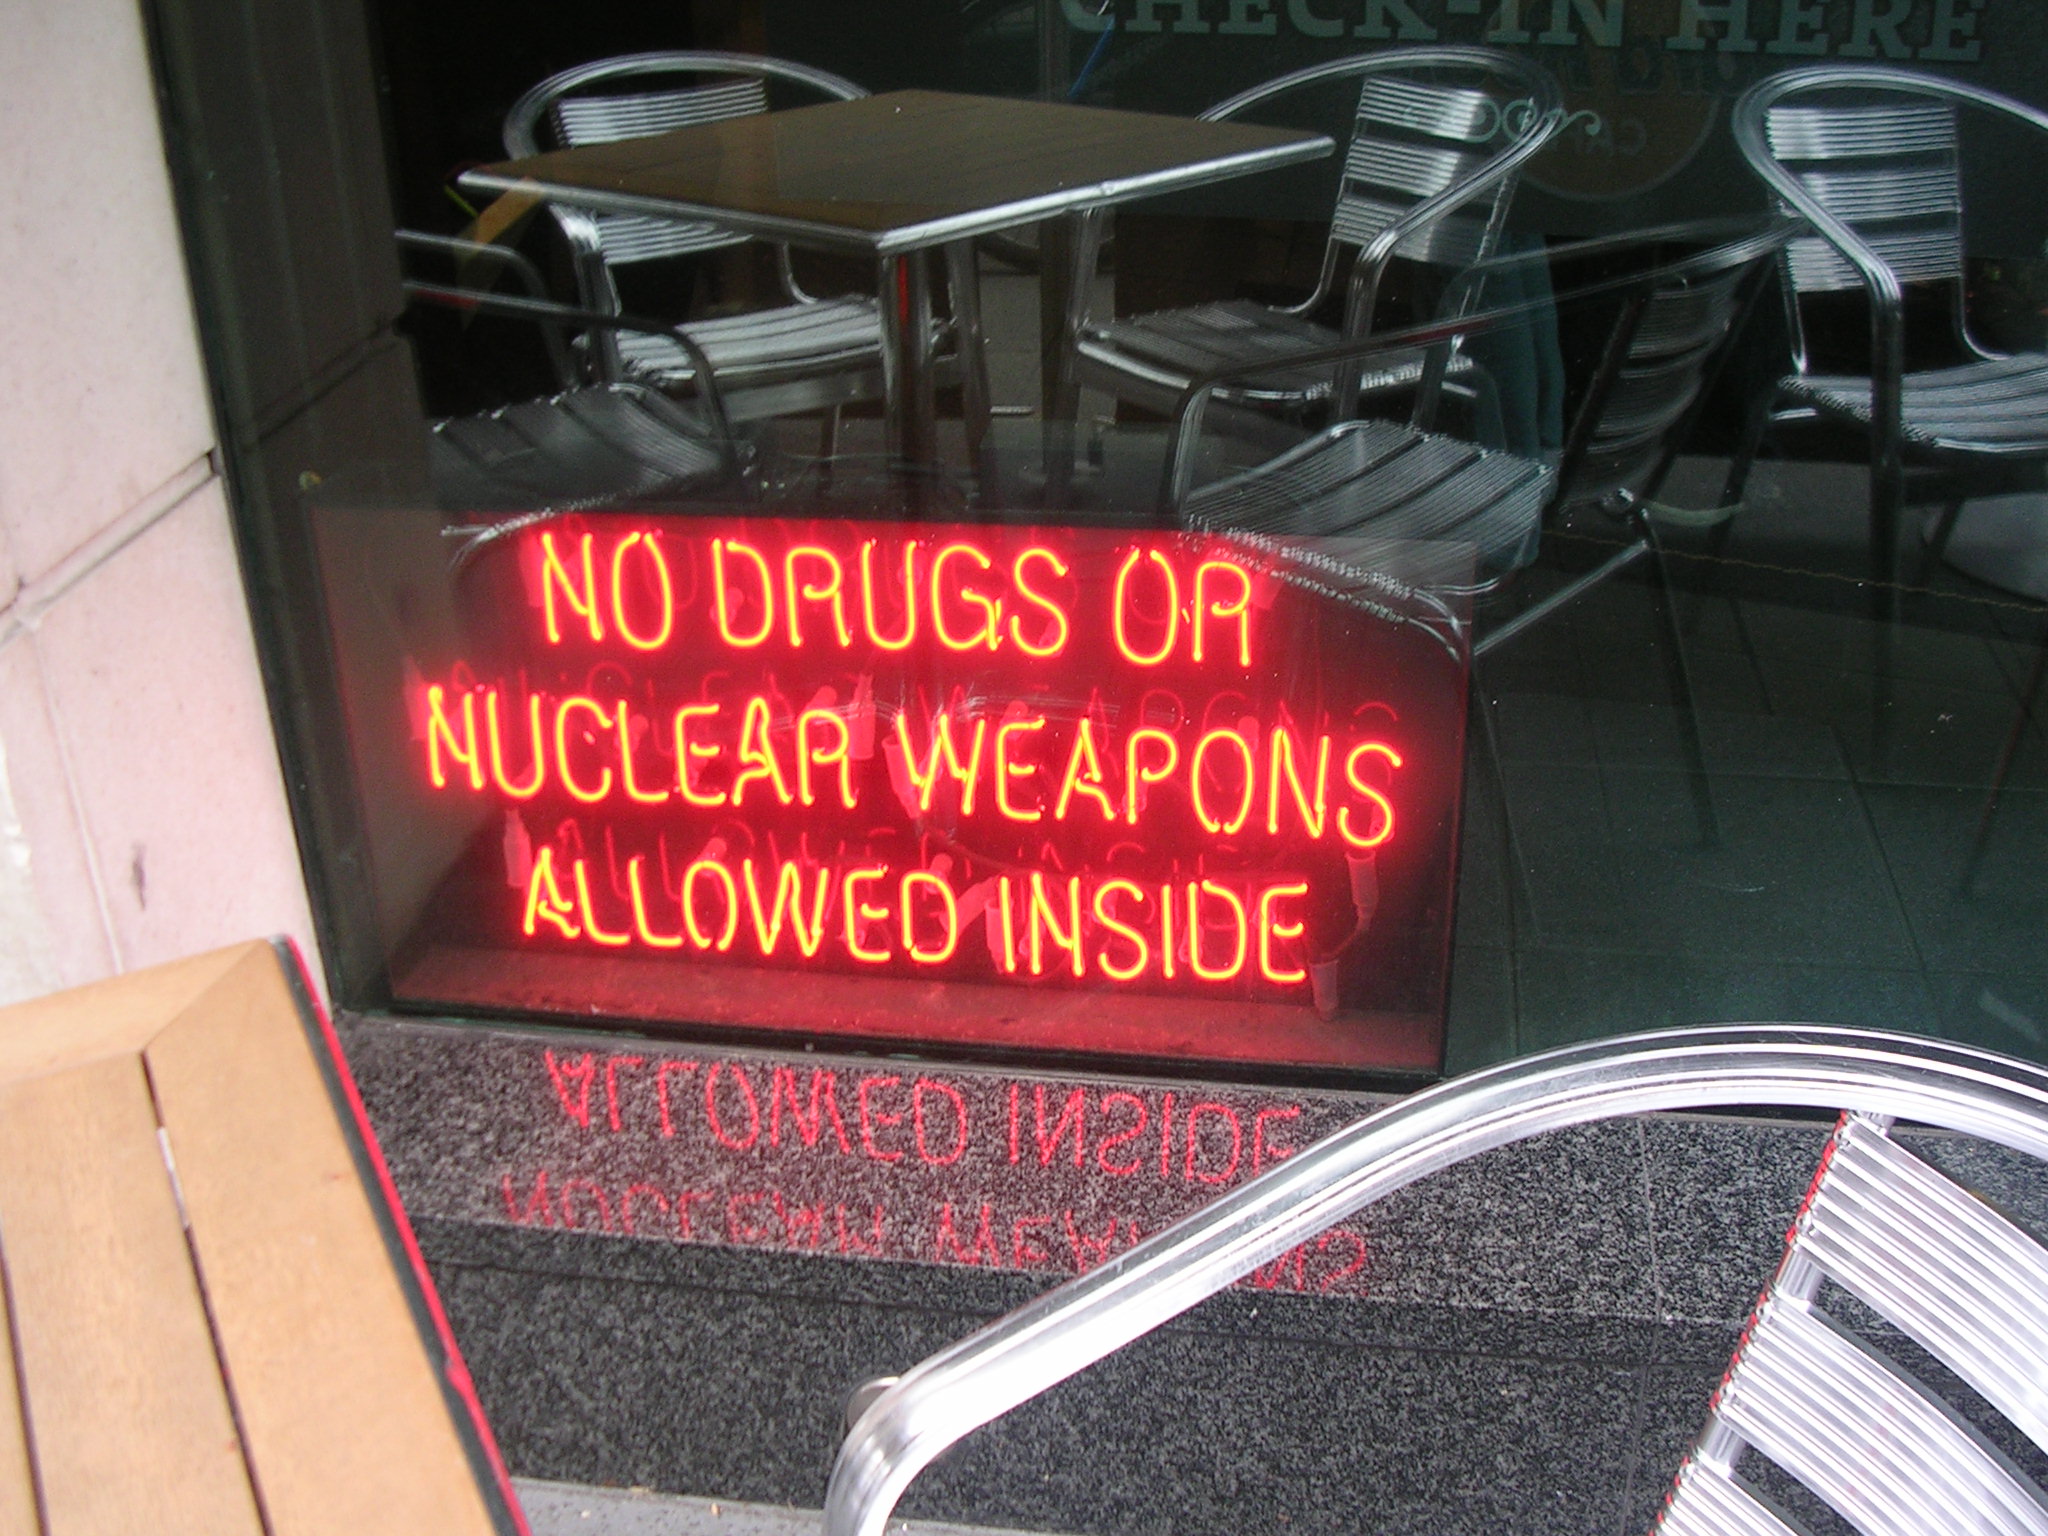 CHECK-IN HERE
NO DRUGS OR
NUCLEAR WEAPONS
ALLOWED INSIDE